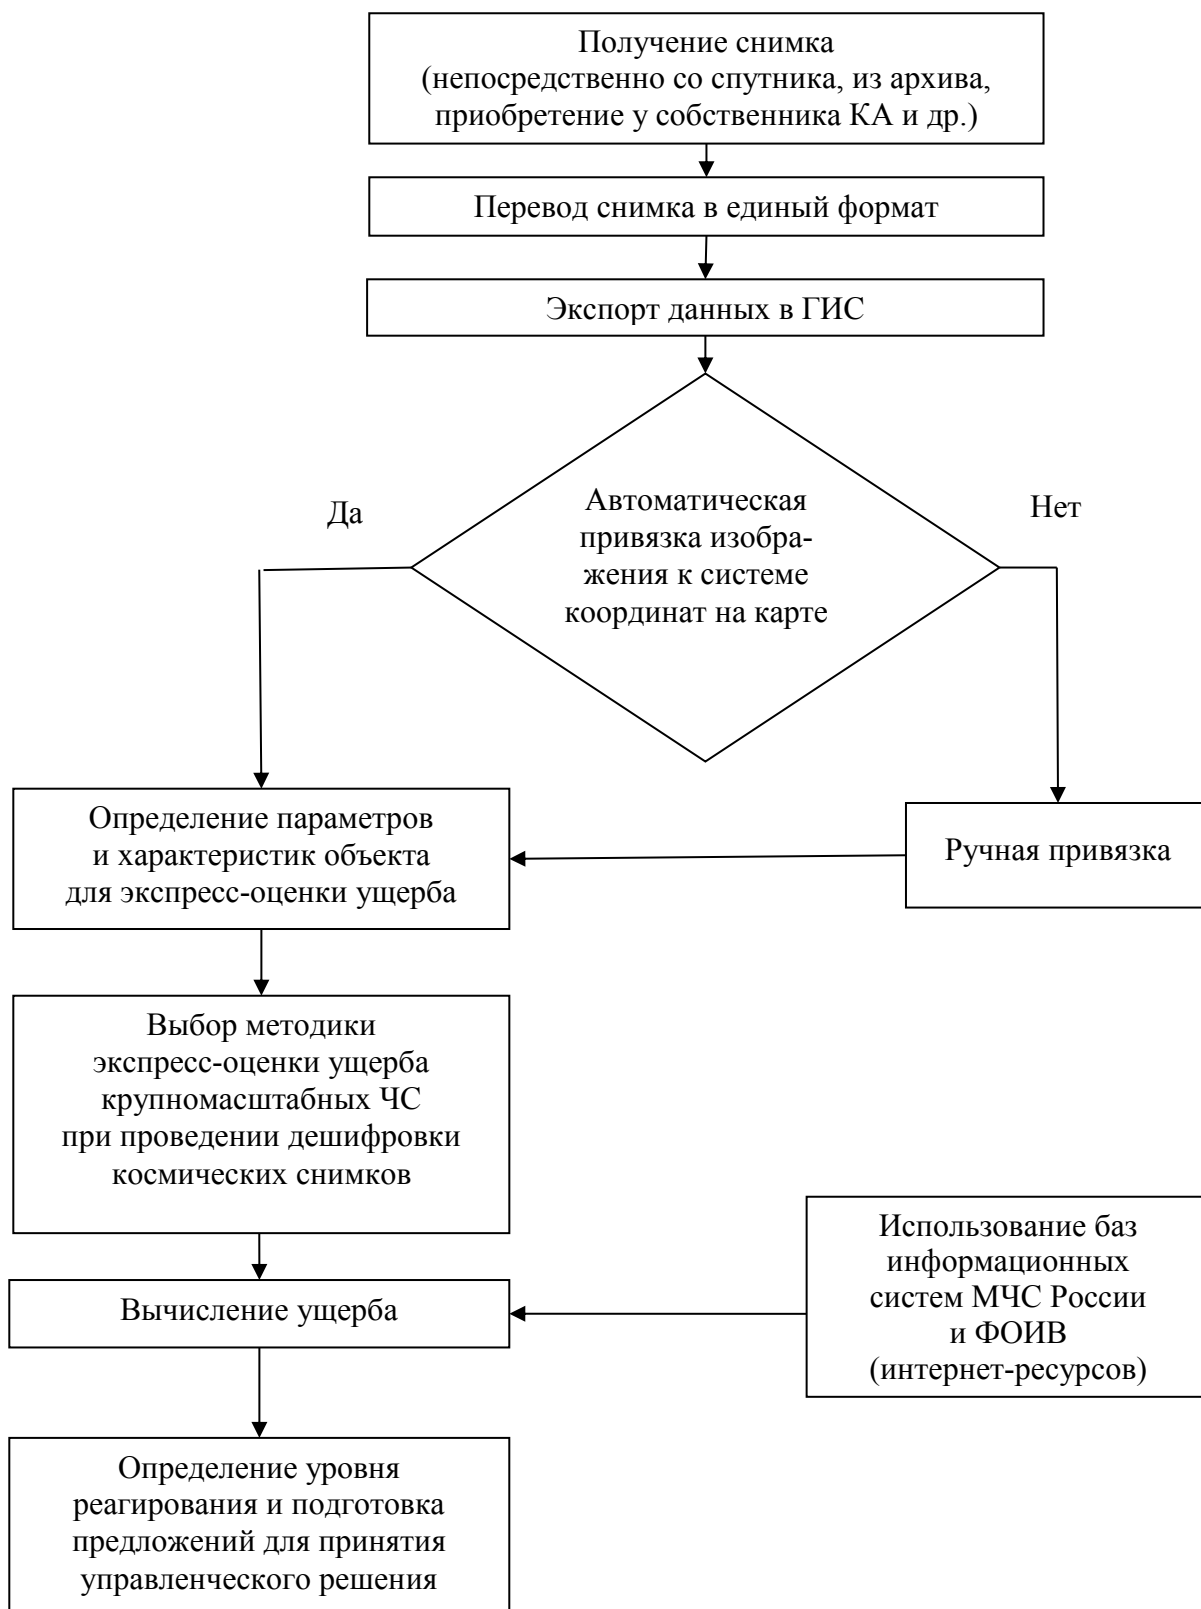 Получение снимка
(непосредственно со спутника, из архива,
приобретение у собственника КА и др.)
Перевод снимка в единый формат
Экспорт данных в ГИС
Да
Автоматическая
привязка изобра-
жения к системе
координат на карте
Нет
Определение параметров
и характеристик объекта
для экспресс-оценки ущерба
Ручная привязка
Выбор методики
экспресс-оценки ущерба
крупномасштабных ЧС
при проведении дешифровки
космических снимков
Использование баз
информационных
систем МЧС России
и ФОИВ
(интернет-ресурсов)
Вычисление ущерба
Определение уровня
реагирования и подготовка
предложений для принятия
управленческого решения